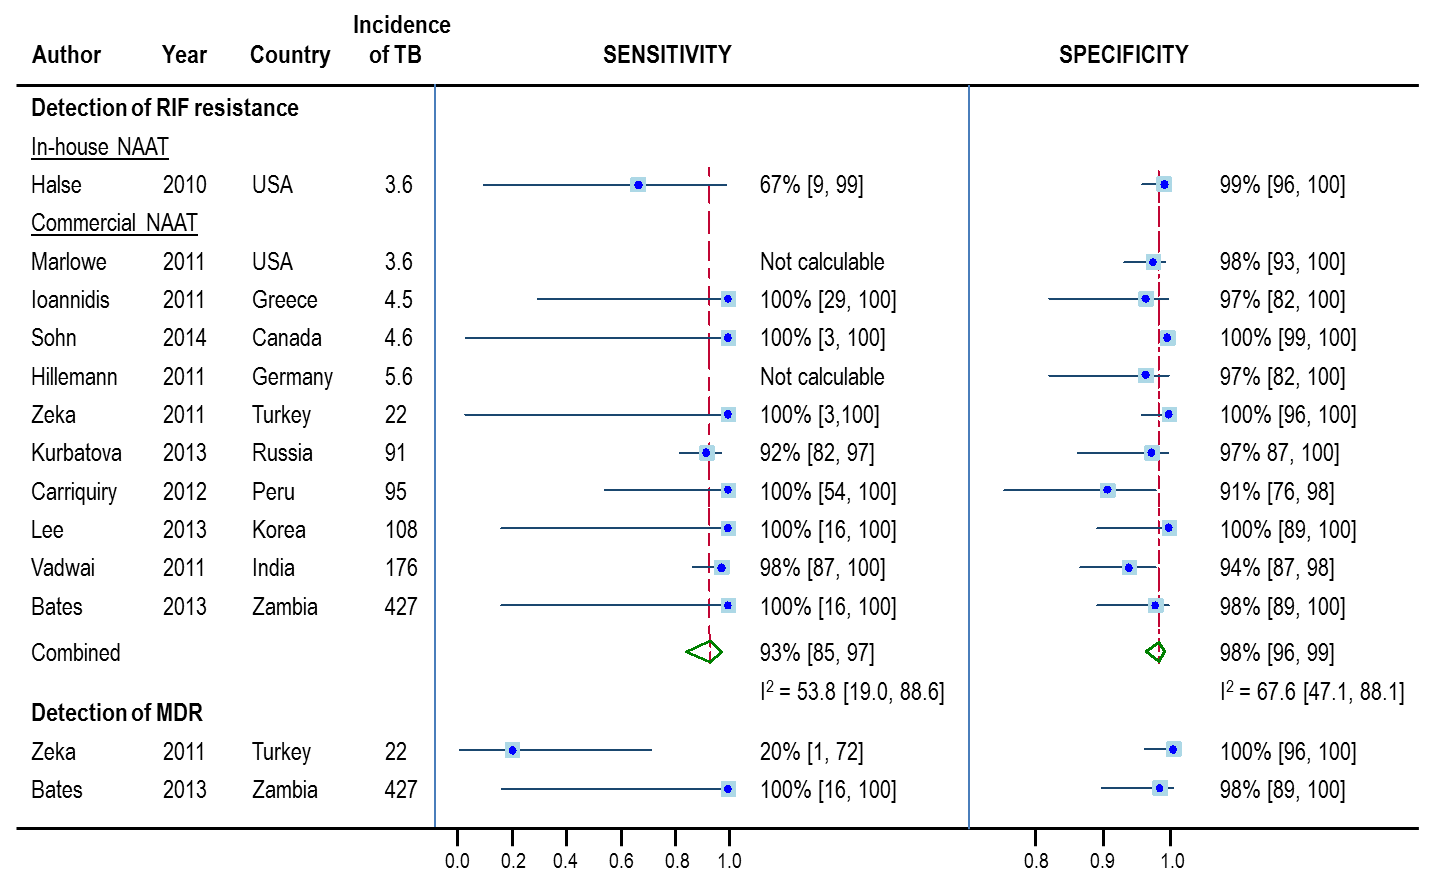 Author Year Country Incidence of TB SENSITIVITY SPECIFICITY
Detection of RIF resistance
In-house NAAT
Halse 2010 USA 3.6 67% [9, 99] 99% [96, 100]
Commercial NAAT
Marlowe 2011 USA 3.6 Not calculable 98% [93, 100]
Ioannidis 2011 Greece 4.5 100% [29, 100] 97% [82, 100]
Sohn 2014 Canada 4.6 100% [3, 100] 100% [99, 100]
Hillemann 2011 Germany 5.6 Not calculable 97% [82, 100]
Zeka 2011 Turkey 22 100% [3,100] 100% [96, 100]
Kurbatova 2013 Russia 91 92% [82, 97] 97% 87, 100]
Carriquiry 2012 Peru 95 100% [54, 100] 91% [76, 98]
Lee 2013 Korea 108 100% [16, 100] 100% [89, 100]
Vadwai 2011 India 176 98% [87, 100] 94% [87, 98]
Bates 2013 Zambia 427 100% [16, 100] 98% [89, 100]
Combined 93% [85, 97] 98% [96, 99]
I² = 53.8 [19.0, 88.6] I² = 67.6 [47.1, 88.1]
Detection of MDR
Zeka 2011 Turkey 22 20% [1, 72] 100% [96, 100]
Bates 2013 Zambia 427 100% [16, 100] 98% [89, 100]
0.0 0.2 0.4 0.6 0.8 1.0 0.8 0.9 1.0